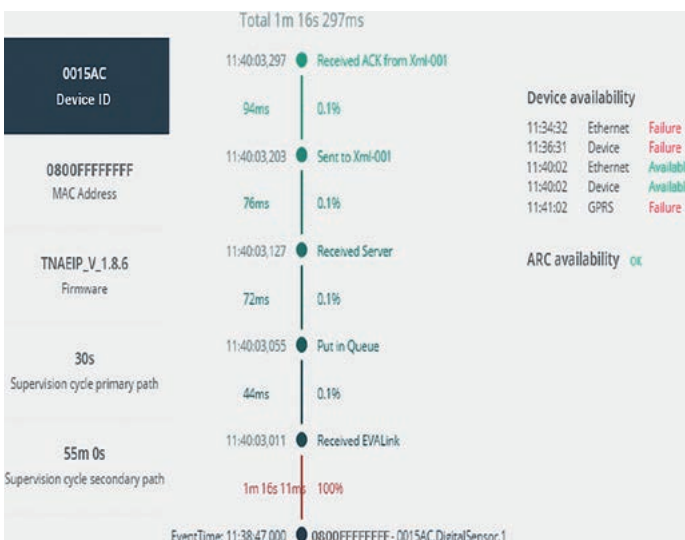 Total 1m 16s 297ms
0015AC
Device ID
0800FFFFFFFF
MAC Address
TNAEIP_V_1.8.6
Firmware
30s
Supervision cycle primary path
55m 0s
Supervision cycle secondary path
11:40:03,297 Received ACK from Xml-001
94ms 0.1%
11:40:03,203 Sent to Xml-001
76ms 0.1%
11:40:03,127 Received Server
72ms 0.1%
11:40:03,055 Put in Queue
44ms 0.1%
11:40:03,011 Received EVALink
1m 16s 11ms 100%
EventTime: 11:38:47,000 0800FFFFFFFF - 0015AC.DigitalSensor.1
Device availability
11:34:32 Ethernet Failure
11:36:31 Device Failure
11:40:02 Ethernet Availabl
11:40:02 Device Availabl
11:41:02 GPRS Failure
ARC availability OK